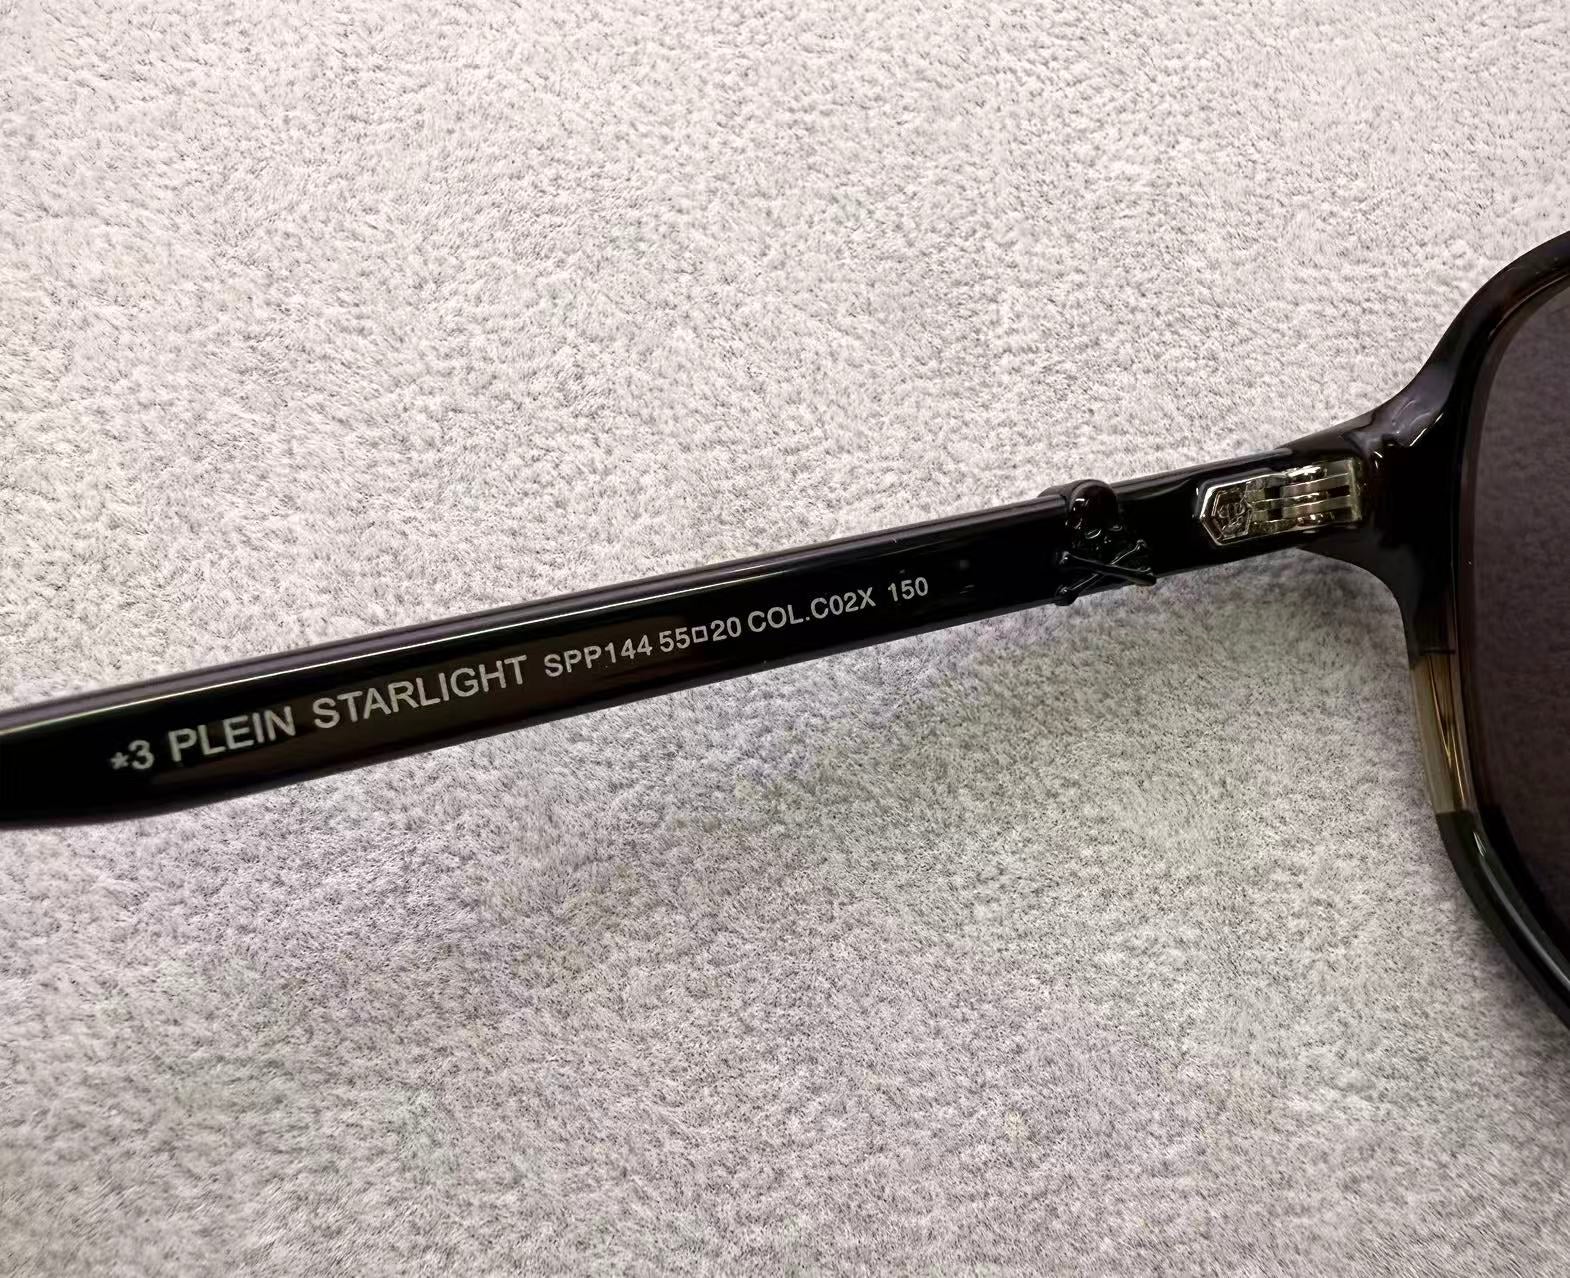 *3 PLEIN STARLIGHT SPP144 55□20 COL.C02X 150